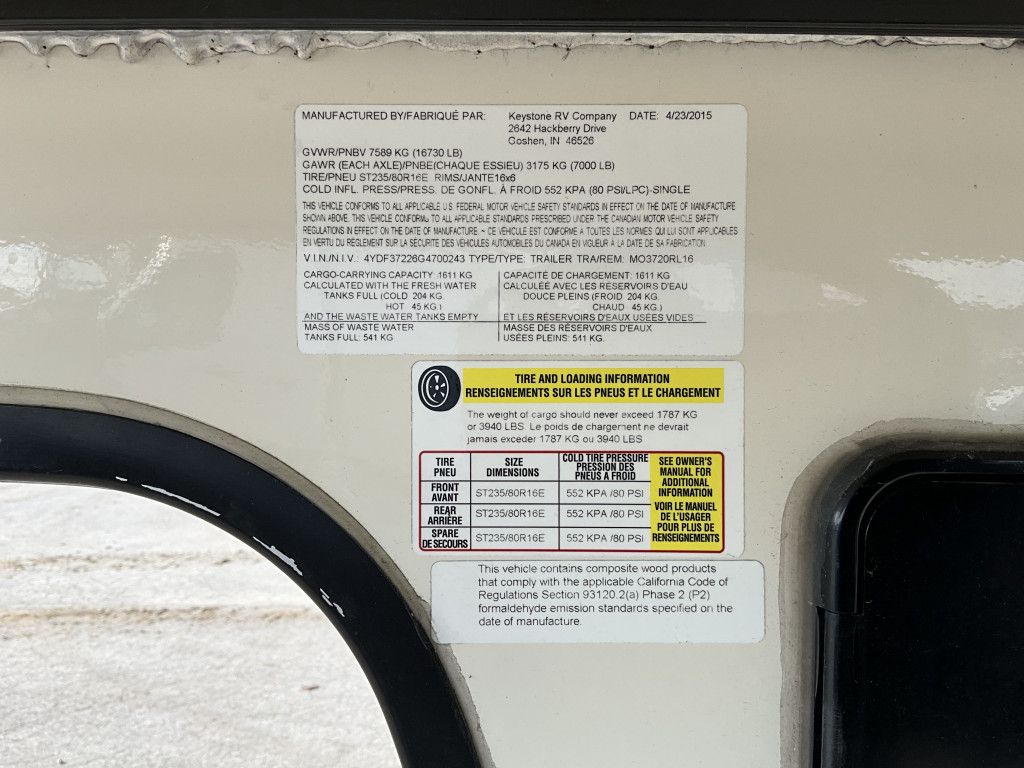 MANUFACTURED BY/FABRIQUÉ PAR: Keystone RV Company DATE: 4/23/2015
2642 Hackberry Drive
Goshen, IN 46526
GVWR/PNBV 7589 KG (16730 LB)
GAWR (EACH AXLE)/PNBE(CHAQUE ESSIEU) 3175 KG (7000 LB)
TIRE/PNEU ST235/80R16E RIMS/JANTE16x6
COLD INFL. PRESS/PRESS. DE GONFL. À FROID 552 KPA (80 PSI/LPC)-SINGLE
THIS VEHICLE CONFORMS TO ALL APPLICABLE U.S. FEDERAL MOTOR VEHICLE SAFETY STANDARDS IN EFFECT ON THE DATE OF MANUFACTURE
SHOWN ABOVE. THIS VEHICLE CONFORMS TO ALL APPLICABLE STANDARDS PRESCRIBED UNDER THE CANADIAN MOTOR VEHICLE SAFETY
REGULATIONS IN EFFECT ON THE DATE OF MANUFACTURE. ~ CE VÉHICULE EST CONFORME À TOUTES LES NORMES QUI LUI SONT APPLICABLES
EN VERTU DU RÈGLEMENT SUR LA SÉCURITÉ DES VÉHICULES AUTOMOBILES DU CANADA EN VIGUEUR À LA DATE DE SA FABRICATION
V.I.N./N.I.V.: 4YDF37226G4700243 TYPE/TYPE: TRAILER TRA/REM: MO3720RL16
CARGO-CARRYING CAPACITY :1611 KG
CALCULATED WITH THE FRESH WATER
TANKS FULL (COLD 204 KG.
HOT 45 KG.)
AND THE WASTE WATER TANKS EMPTY
MASS OF WASTE WATER
TANKS FULL: 541 KG
CAPACITÉ DE CHARGEMENT: 1611 KG
CALCULÉE AVEC LES RÉSERVOIRS D'EAU
DOUCE PLEINS (FROID 204 KG.
CHAUD 45 KG.)
ET LES RÉSERVOIRS D'EAUX USÉES VIDES
MASSE DES RÉSERVOIRS D'EAUX
USÉES PLEINS: 541 KG.
TIRE AND LOADING INFORMATION
RENSEIGNEMENTS SUR LES PNEUS ET LE CHARGEMENT
The weight of cargo should never exceed 1787 KG
or 3940 LBS. Le poids de chargement ne devrait
jamais exceder 1787 KG ou 3940 LBS
TIRE
PNEU
SIZE
DIMENSIONS
COLD TIRE PRESSURE
PRESSION DES
PNEUS A FROID
FRONT
AVANT
ST235/80R16E 552 KPA /80 PSI
REAR
ARRIÈRE
ST235/80R16E 552 KPA /80 PSI
SPARE
DE SECOURS
ST235/80R16E 552 KPA /80 PSI
SEE OWNER'S
MANUAL FOR
ADDITIONAL
INFORMATION
VOIR LE MANUEL
DE L'USAGER
POUR PLUS DE
RENSEIGNEMENTS
This vehicle contains composite wood products
that comply with the applicable California Code of
Regulations Section 93120.2(a) Phase 2 (P2)
formaldehyde emission standards specified on the
date of manufacture.